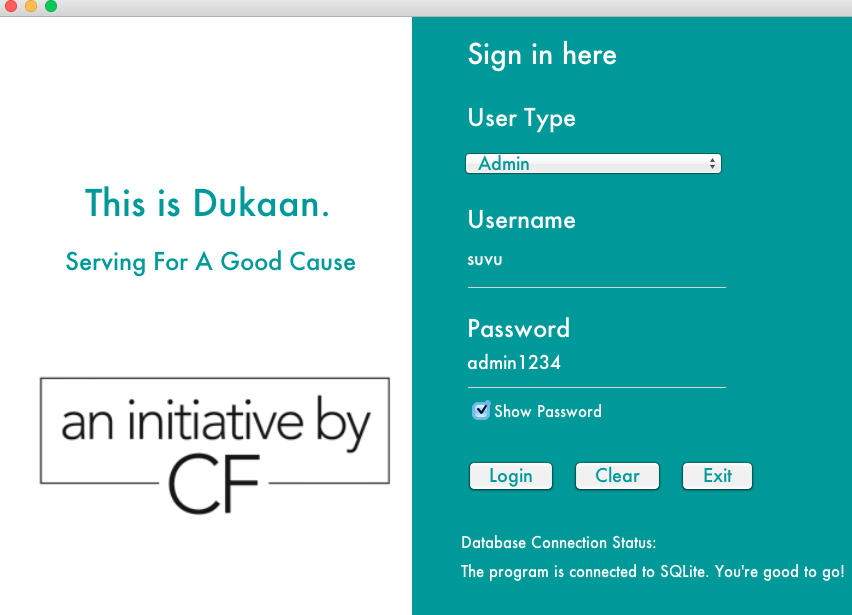 This is Dukaan.
Serving For A Good Cause
an initiative by
CF
Sign in here
User Type
Admin
Username
suvu
Password
admin1234
Show Password
Login Clear Exit
Database Connection Status:
The program is connected to SQLite. You're good to go!